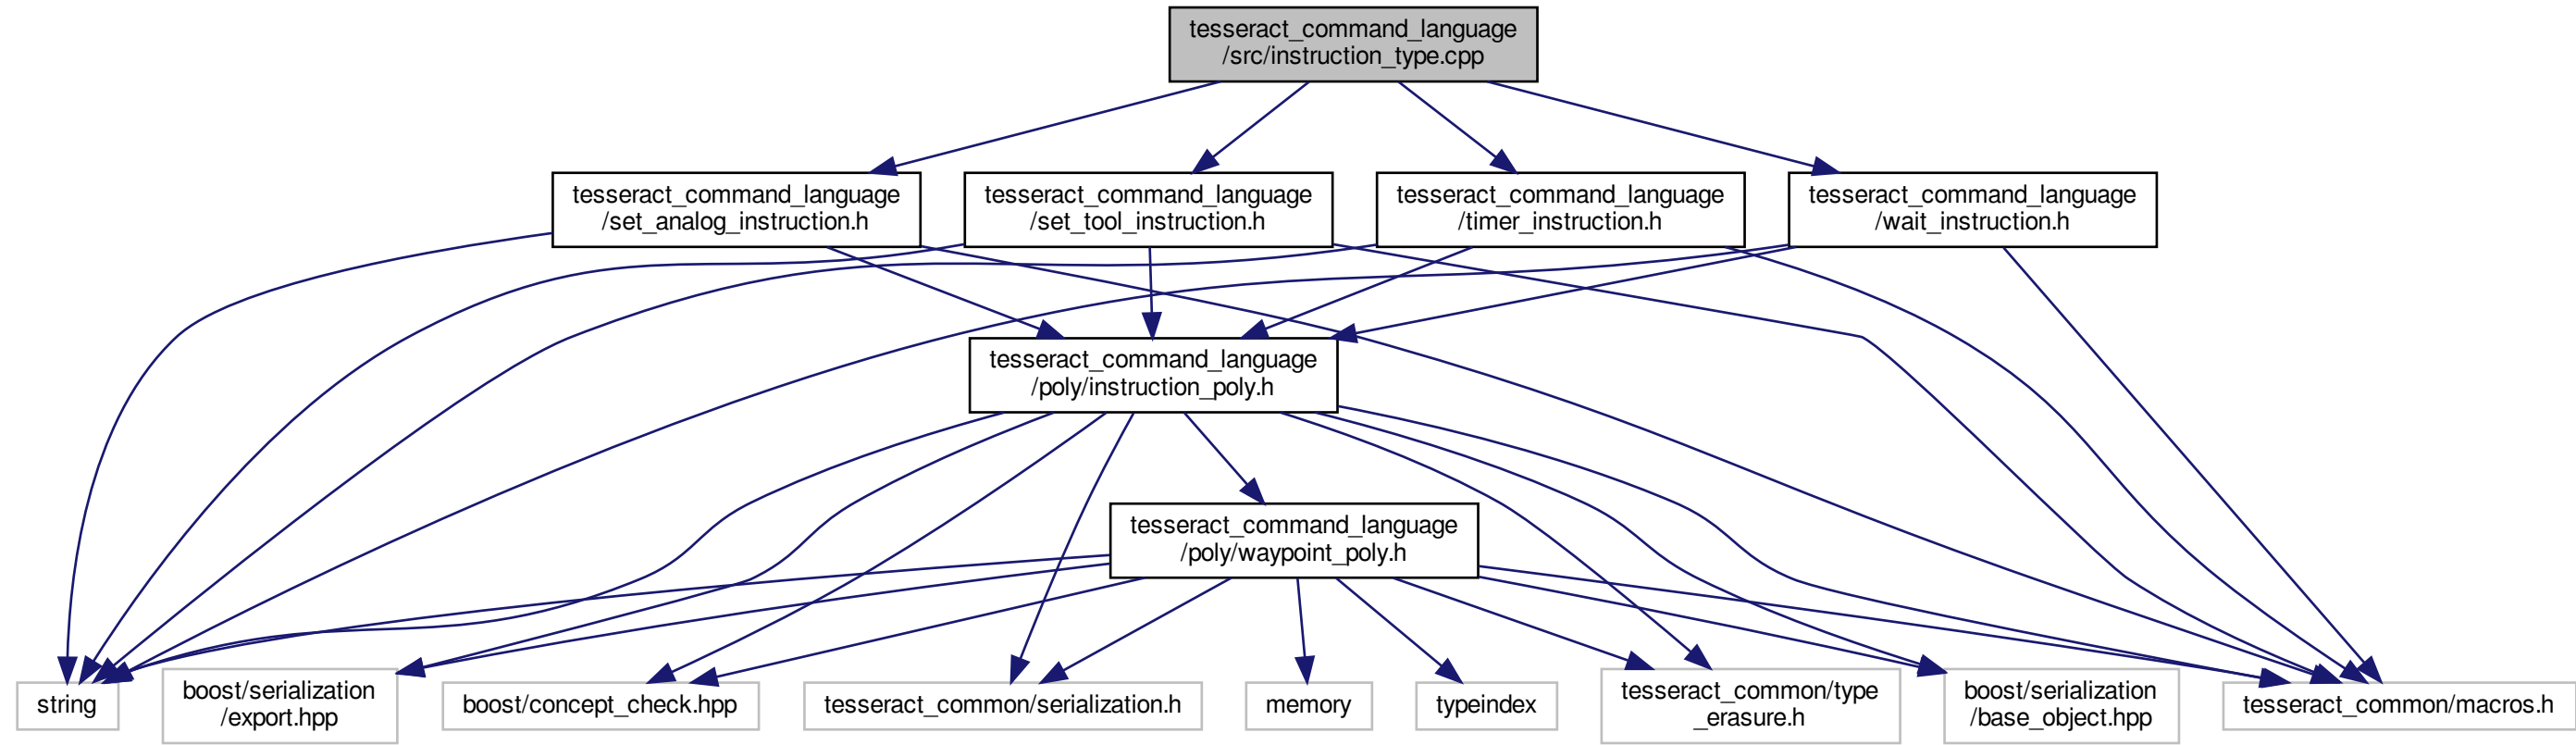 tesseract_command_language
/src/instruction_type.cpp
tesseract_command_language
/set_analog_instruction.h
tesseract_command_language
/set_tool_instruction.h
tesseract_command_language
/timer_instruction.h
tesseract_command_language
/wait_instruction.h
tesseract_command_language
/poly/instruction_poly.h
tesseract_command_language
/poly/waypoint_poly.h
string
boost/serialization
/export.hpp
boost/concept_check.hpp
tesseract_common/serialization.h
memory
typeindex
tesseract_common/type
_erasure.h
boost/serialization
/base_object.hpp
tesseract_common/macros.h